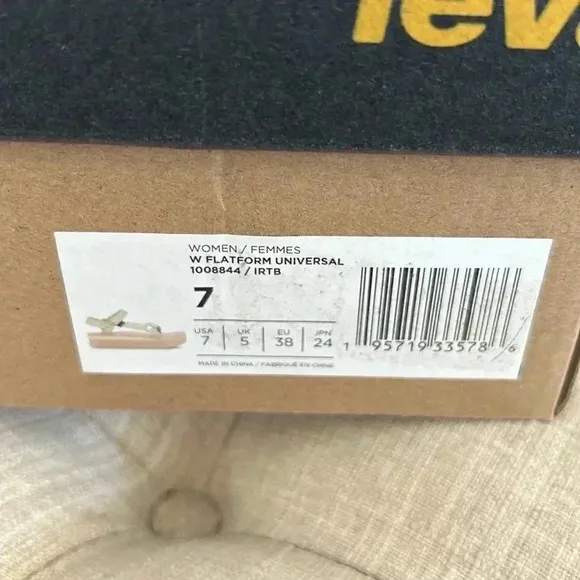 teva
WOMEN / FEMMES
W FLATFORM UNIVERSAL
1008844 / IRTB
7
USA UK EU JPN
7 5 38 24
MADE IN CHINA / FABRIQUÉ EN CHINE
1 95719 33578 6